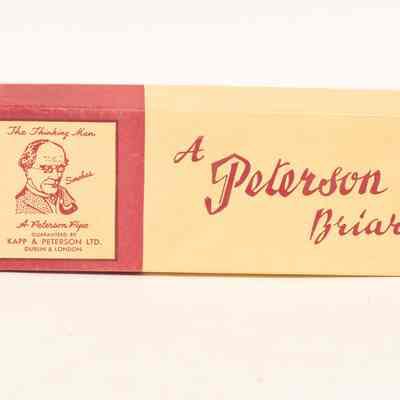 The Thinking Man
Smokes
A Peterson Pipe
GUARANTEED BY
KAPP & PETERSON LTD.
DUBLIN & LONDON
A
Peterson
Briar